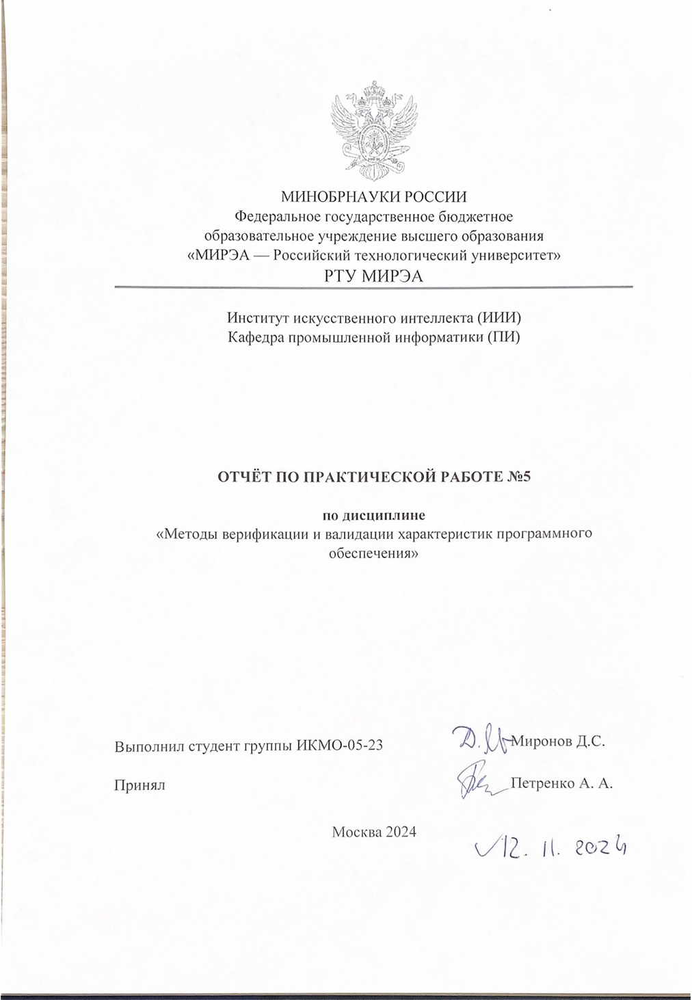 МИНОБРНАУКИ РОССИИ
Федеральное государственное бюджетное
образовательное учреждение высшего образования
«МИРЭА — Российский технологический университет»
РТУ МИРЭА
Институт искусственного интеллекта (ИИИ)
Кафедра промышленной информатики (ПИ)
ОТЧЁТ ПО ПРАКТИЧЕСКОЙ РАБОТЕ №5
по дисциплине
«Методы верификации и валидации характеристик программного
обеспечения»
Выполнил студент группы ИКМО-05-23 Миронов Д.С.
Принял Петренко А. А.
Москва 2024
12. 11. 2024